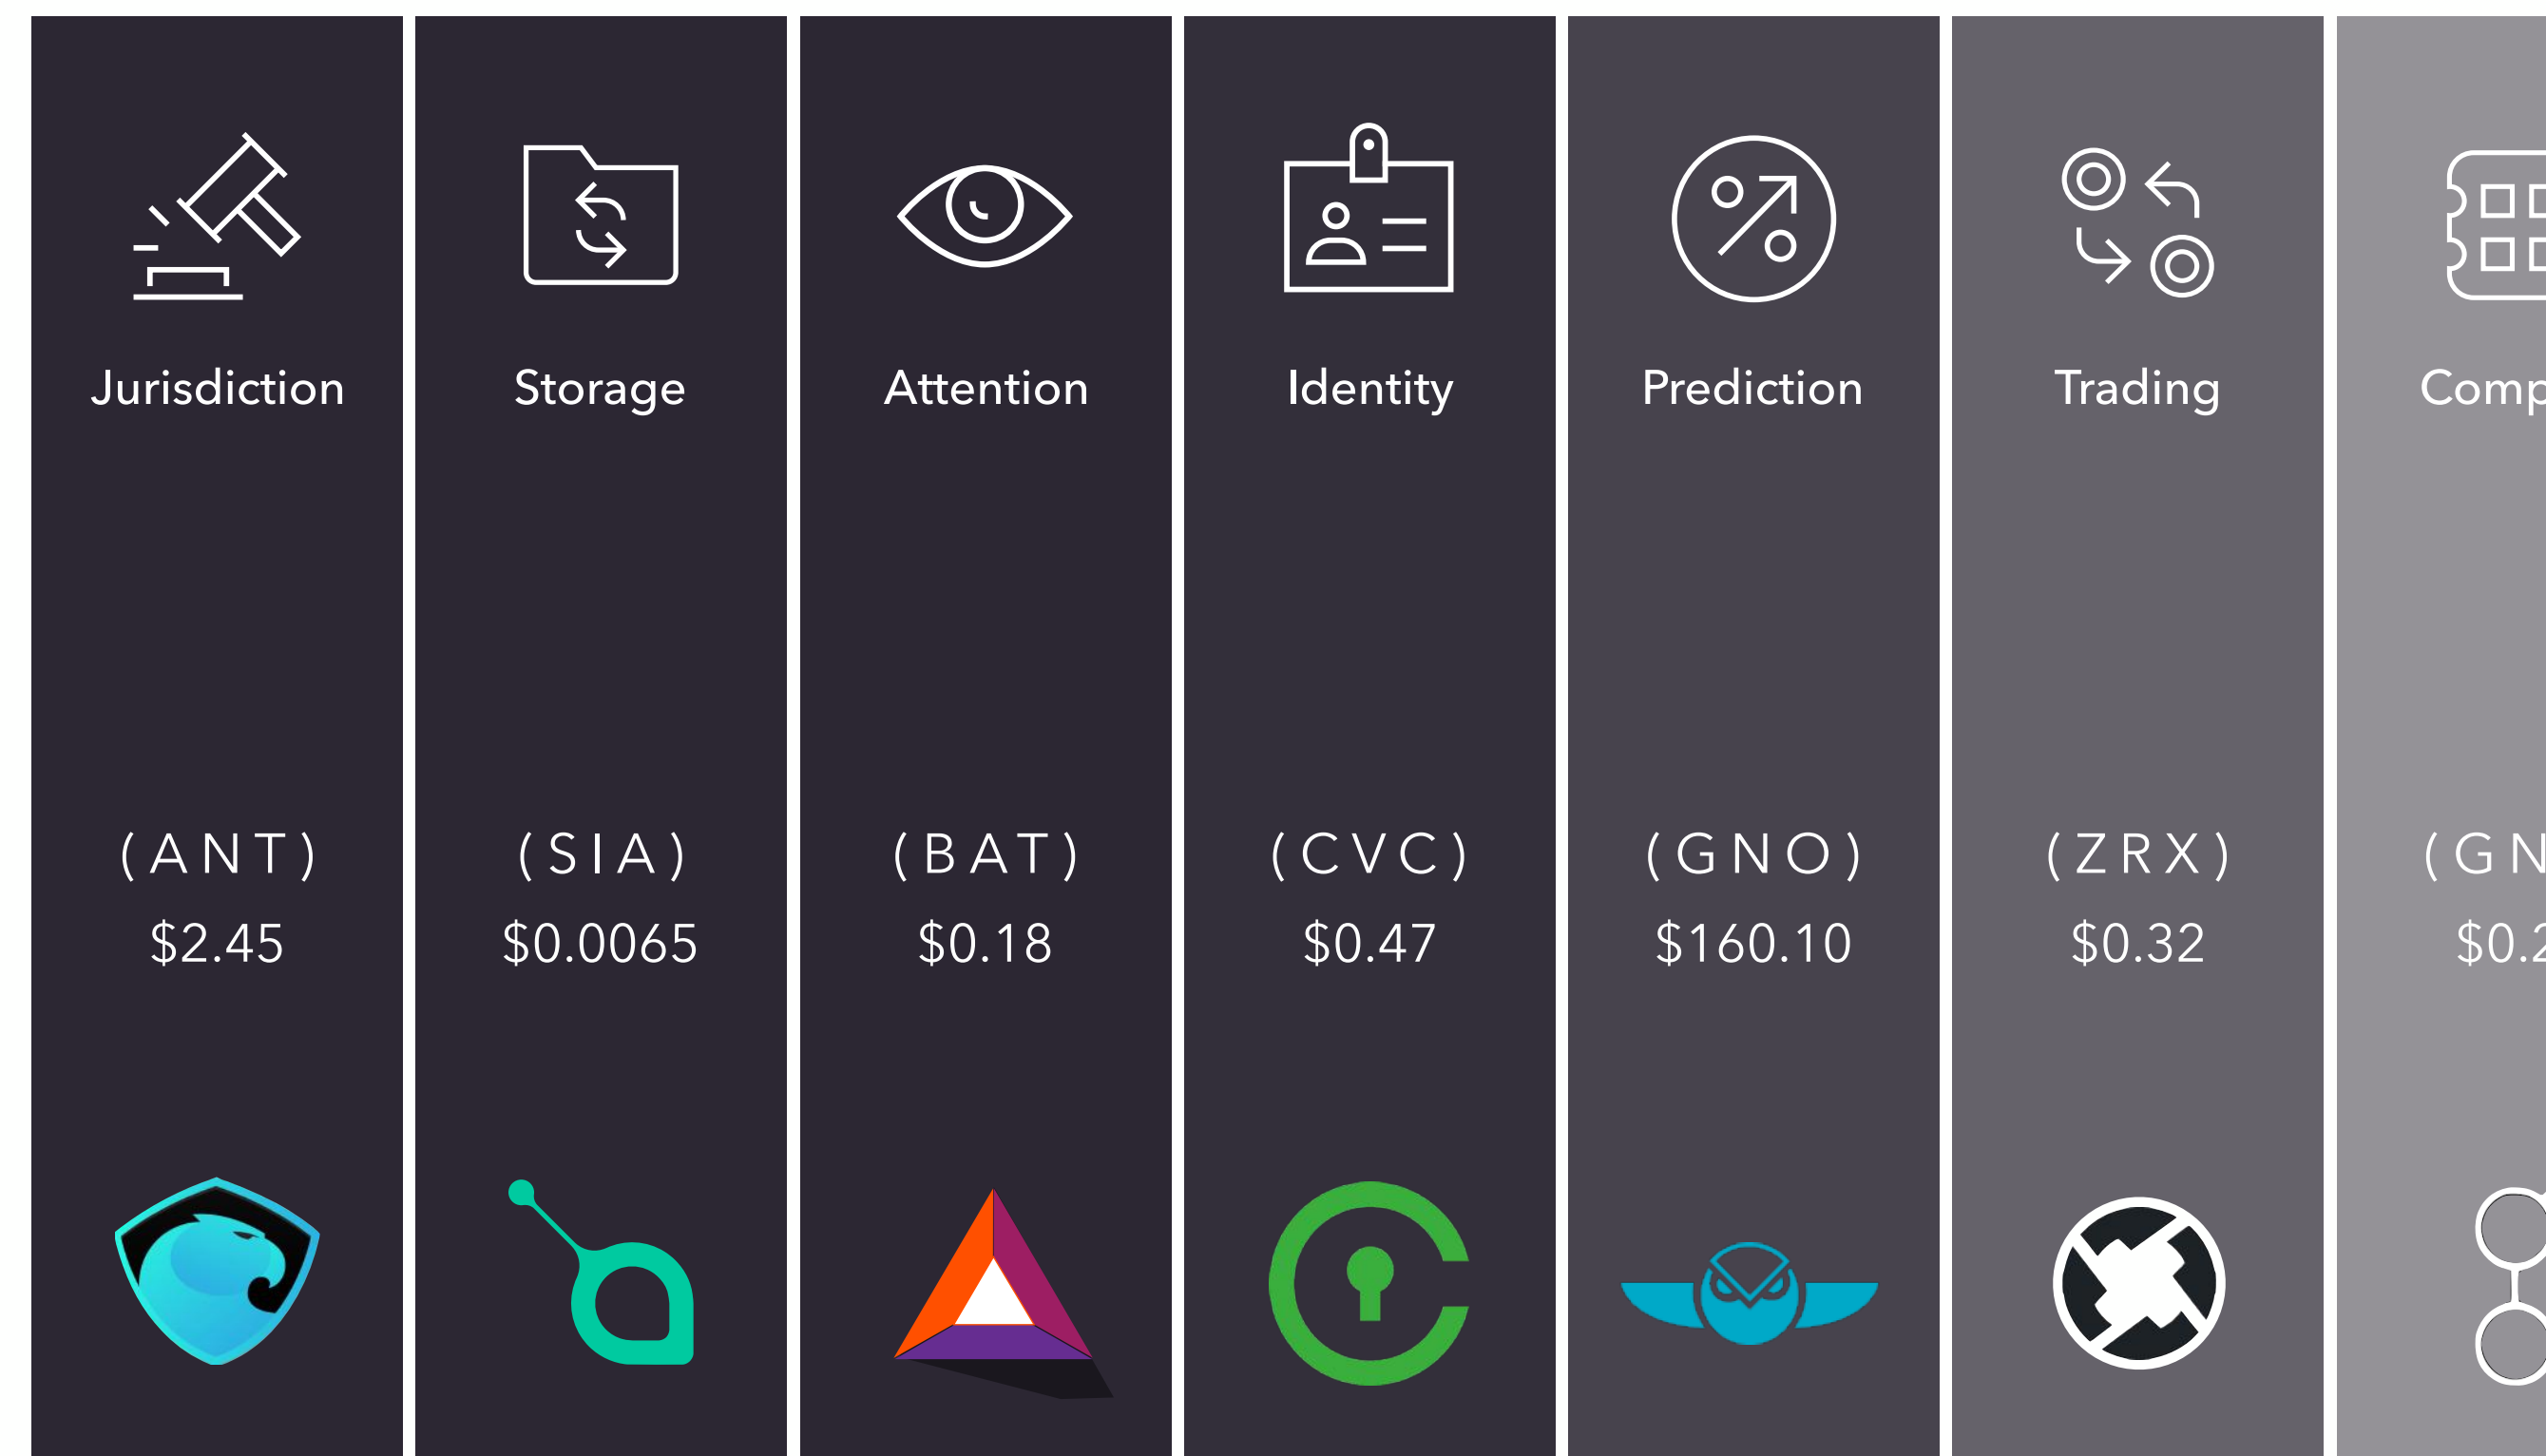 Jurisdiction
(ANT)
$2.45
Storage
(SIA)
$0.0065
Attention
(BAT)
$0.18
Identity
(CVC)
$0.47
Prediction
(GNO)
$160.10
Trading
(ZRX)
$0.32